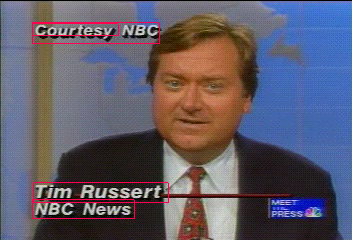 Courtesy NBC
Tim Russert
NBC News
MEET
THE
PRESS